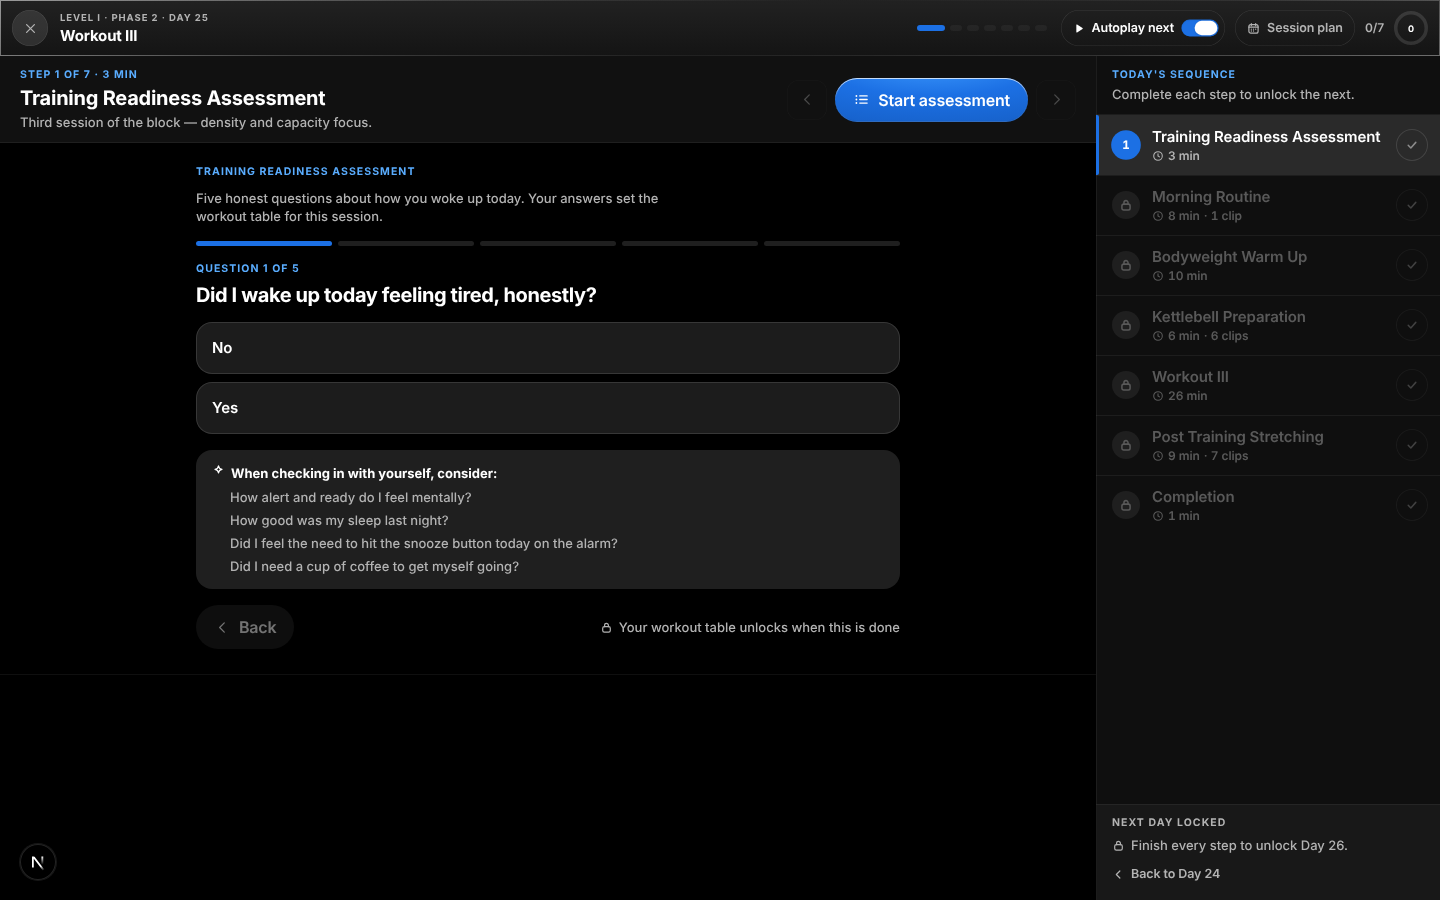 LEVEL I · PHASE 2 · DAY 25
Workout III
Autoplay next
Session plan
0/7
0
STEP 1 OF 7 · 3 MIN
Training Readiness Assessment
Third session of the block — density and capacity focus.
Start assessment
TRAINING READINESS ASSESSMENT
Five honest questions about how you woke up today. Your answers set the
workout table for this session.
QUESTION 1 OF 5
Did I wake up today feeling tired, honestly?
No
Yes
When checking in with yourself, consider:
How alert and ready do I feel mentally?
How good was my sleep last night?
Did I feel the need to hit the snooze button today on the alarm?
Did I need a cup of coffee to get myself going?
Back
Your workout table unlocks when this is done
N
TODAY'S SEQUENCE
Complete each step to unlock the next.
1
Training Readiness Assessment
3 min
Morning Routine
8 min · 1 clip
Bodyweight Warm Up
10 min
Kettlebell Preparation
6 min · 6 clips
Workout III
26 min
Post Training Stretching
9 min · 7 clips
Completion
1 min
NEXT DAY LOCKED
Finish every step to unlock Day 26.
Back to Day 24